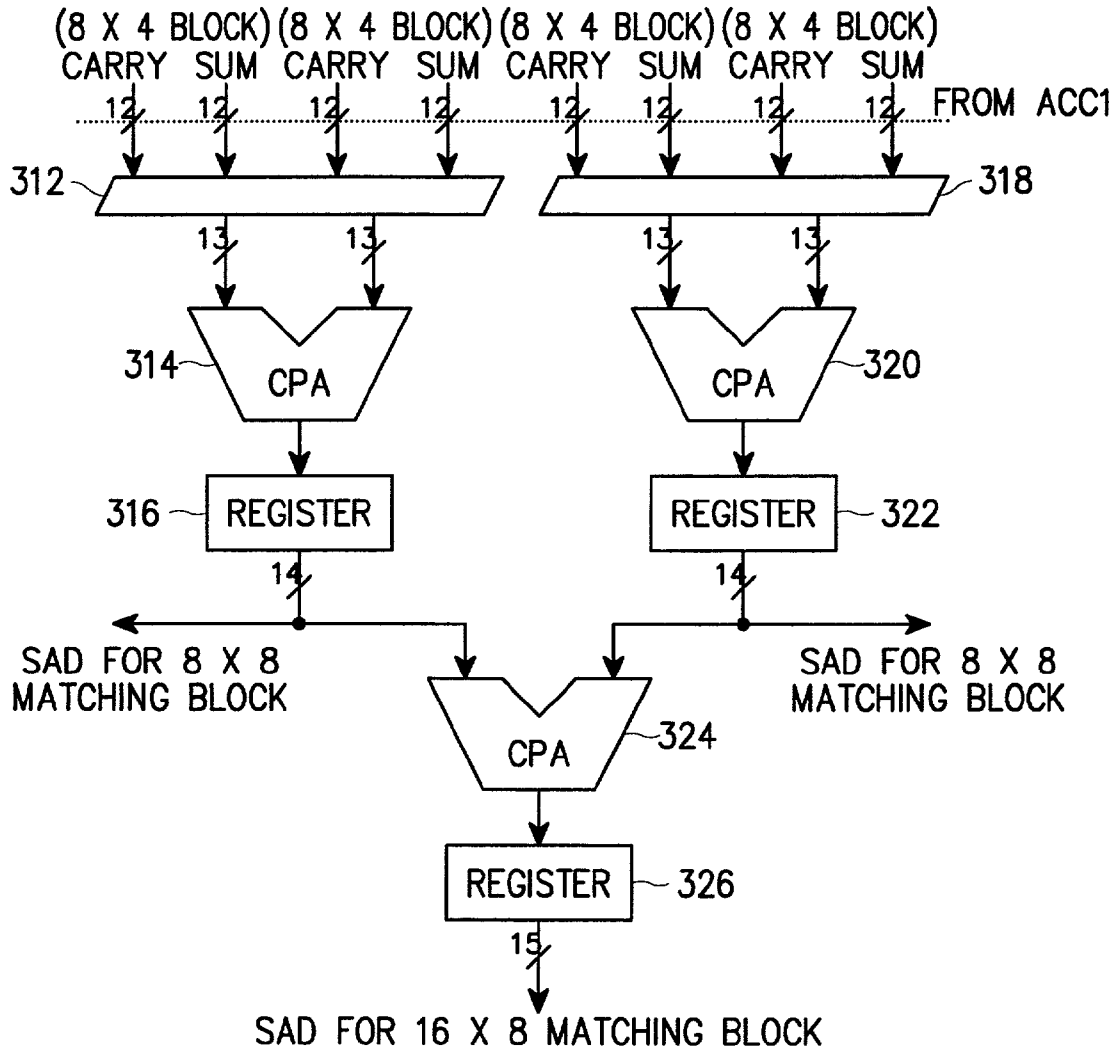 (8 X 4 BLOCK) (8 X 4 BLOCK) (8 X 4 BLOCK) (8 X 4 BLOCK)
CARRY SUM CARRY SUM CARRY SUM CARRY SUM
12 12 12 12 12 12 12 12 FROM ACC1
312 318
13 13 13 13
314 CPA CPA 320
316 REGISTER REGISTER 322
14 14
SAD FOR 8 X 8
MATCHING BLOCK
SAD FOR 8 X 8
MATCHING BLOCK
CPA 324
REGISTER 326
15
SAD FOR 16 X 8 MATCHING BLOCK